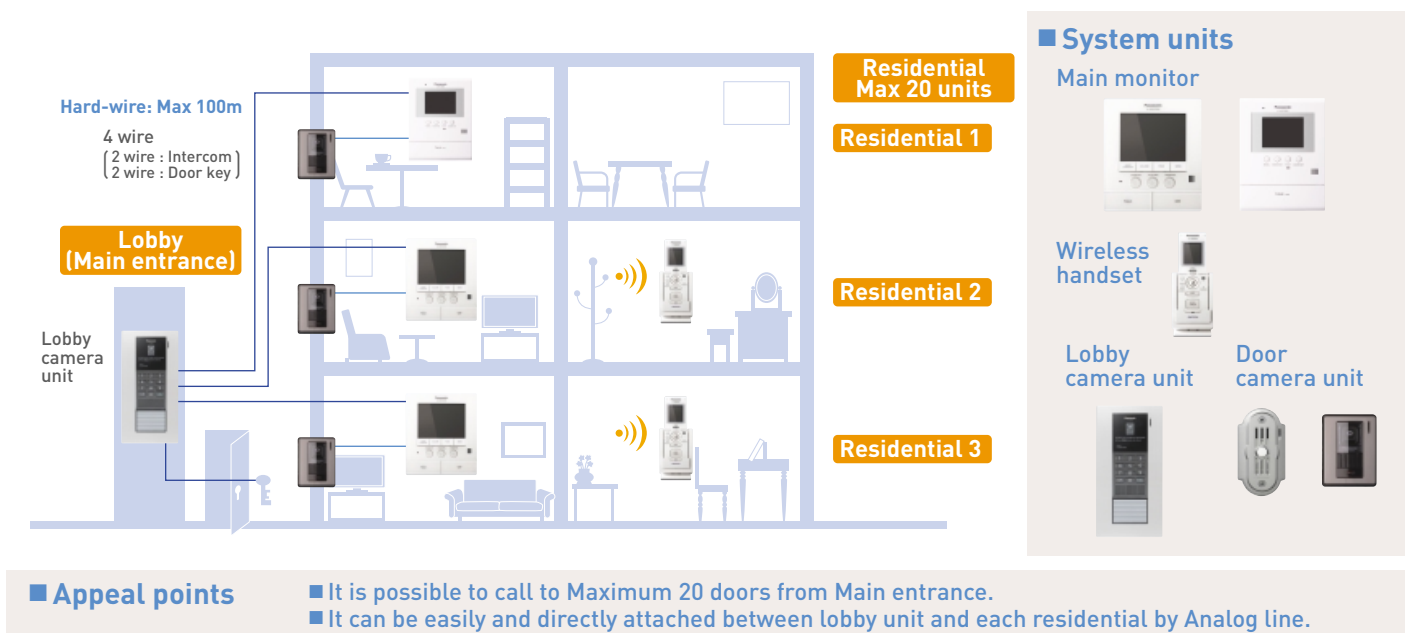 Hard-wire: Max 100m
4 wire
2 wire : Intercom
2 wire : Door key
Lobby
(Main entrance)
Lobby
camera
unit
Residential
Max 20 units
Residential 1
Residential 2
Residential 3
■ System units
Main monitor
Wireless
handset
Lobby
camera unit
Door
camera unit
■ Appeal points
■ It is possible to call to Maximum 20 doors from Main entrance.
■ It can be easily and directly attached between lobby unit and each residential by Analog line.